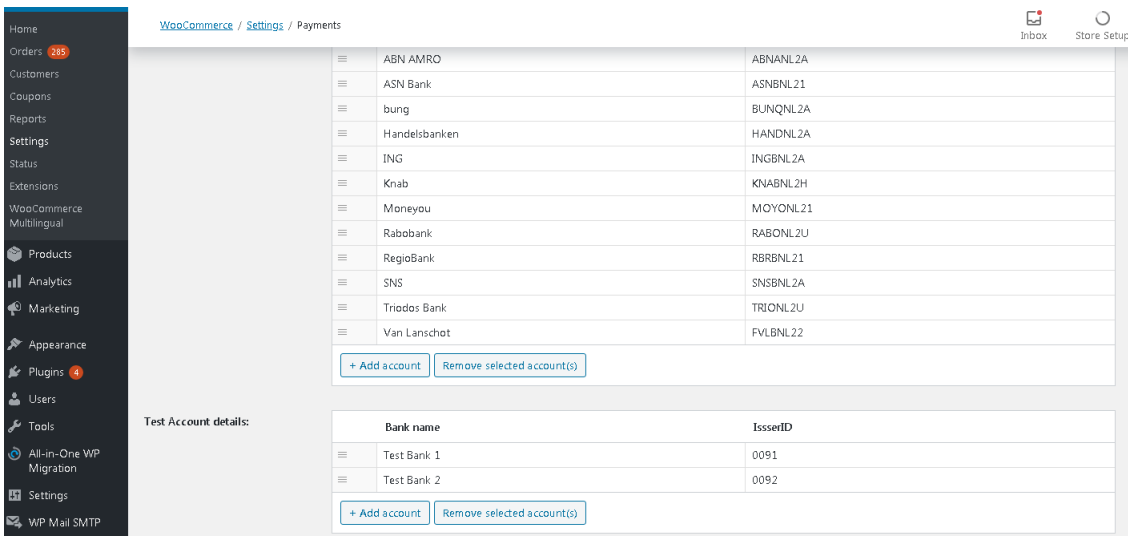 Home
Orders 285
Customers
Coupons
Reports
Settings
Status
Extensions
WooCommerce
Multilingual
Products
Analytics
Marketing
Appearance
Plugins 4
Users
Tools
All-in-One WP
Migration
Settings
WP Mail SMTP
WooCommerce / Settings / Payments
Inbox
Store Setup
ABN AMRO ABNANL2A
ASN Bank ASNBNL21
bunq BUNQNL2A
Handelsbanken HANDNL2A
ING INGBNL2A
Knab KNABNL2H
Moneyou MOYONL21
Rabobank RABONL2U
RegioBank RBRBNL21
SNS SNSBNL2A
Triodos Bank TRIONL2U
Van Lanschot FVLBNL22
+ Add account Remove selected account(s)
Test Account details:
Bank name IssserID
Test Bank 1 0091
Test Bank 2 0092
+ Add account Remove selected account(s)